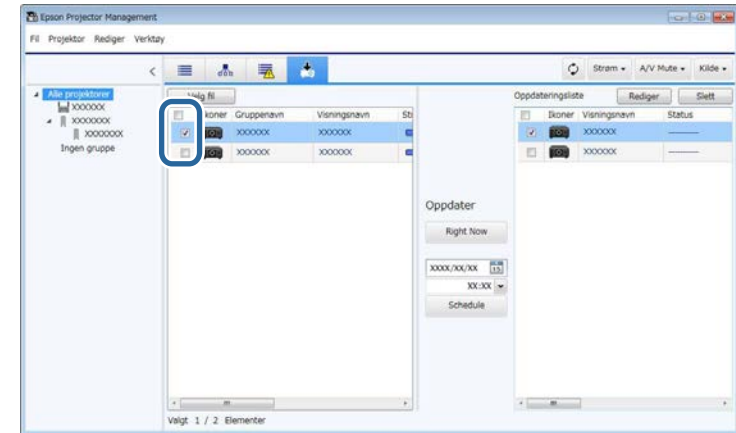 Epson Projector Management
Fil Projektor Rediger Verktøy
< Strøm A/V Mute Kilde
Alle projektorer
XXXXXX
XXXXXXX
XXXXXXX
Ingen gruppe
Velg fil
Ikoner Gruppenavn Visningsnavn St
XXXXXX XXXXXX
XXXXXX XXXXXX
Valgt 1 / 2 Elementer
Oppdater
Right Now
XXXX/XX/XX 15
XX:XX
Schedule
Oppdateringsliste Rediger Slett
Ikoner Visningsnavn Status
XXXXXX ———
XXXXXX ———